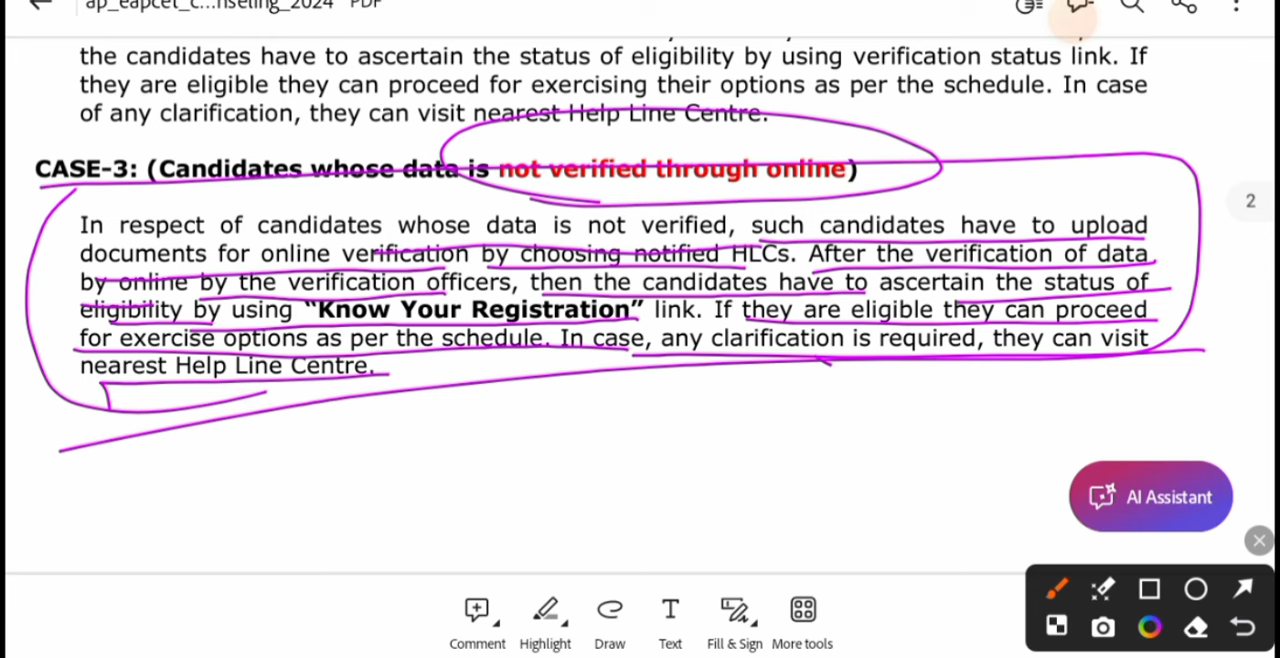 ap_eapcet_c...nseling_2024 PDF
the candidates have to ascertain the status of eligibility by using verification status link. If
they are eligible they can proceed for exercising their options as per the schedule. In case
of any clarification, they can visit nearest Help Line Centre.
CASE-3: (Candidates whose data is not verified through online)
2
In respect of candidates whose data is not verified, such candidates have to upload
documents for online verification by choosing notified HLCs. After the verification of data
by online by the verification officers, then the candidates have to ascertain the status of
eligibility by using “Know Your Registration” link. If they are eligible they can proceed
for exercise options as per the schedule. In case, any clarification is required, they can visit
nearest Help Line Centre.
AI Assistant
Comment Highlight Draw Text Fill & Sign More tools